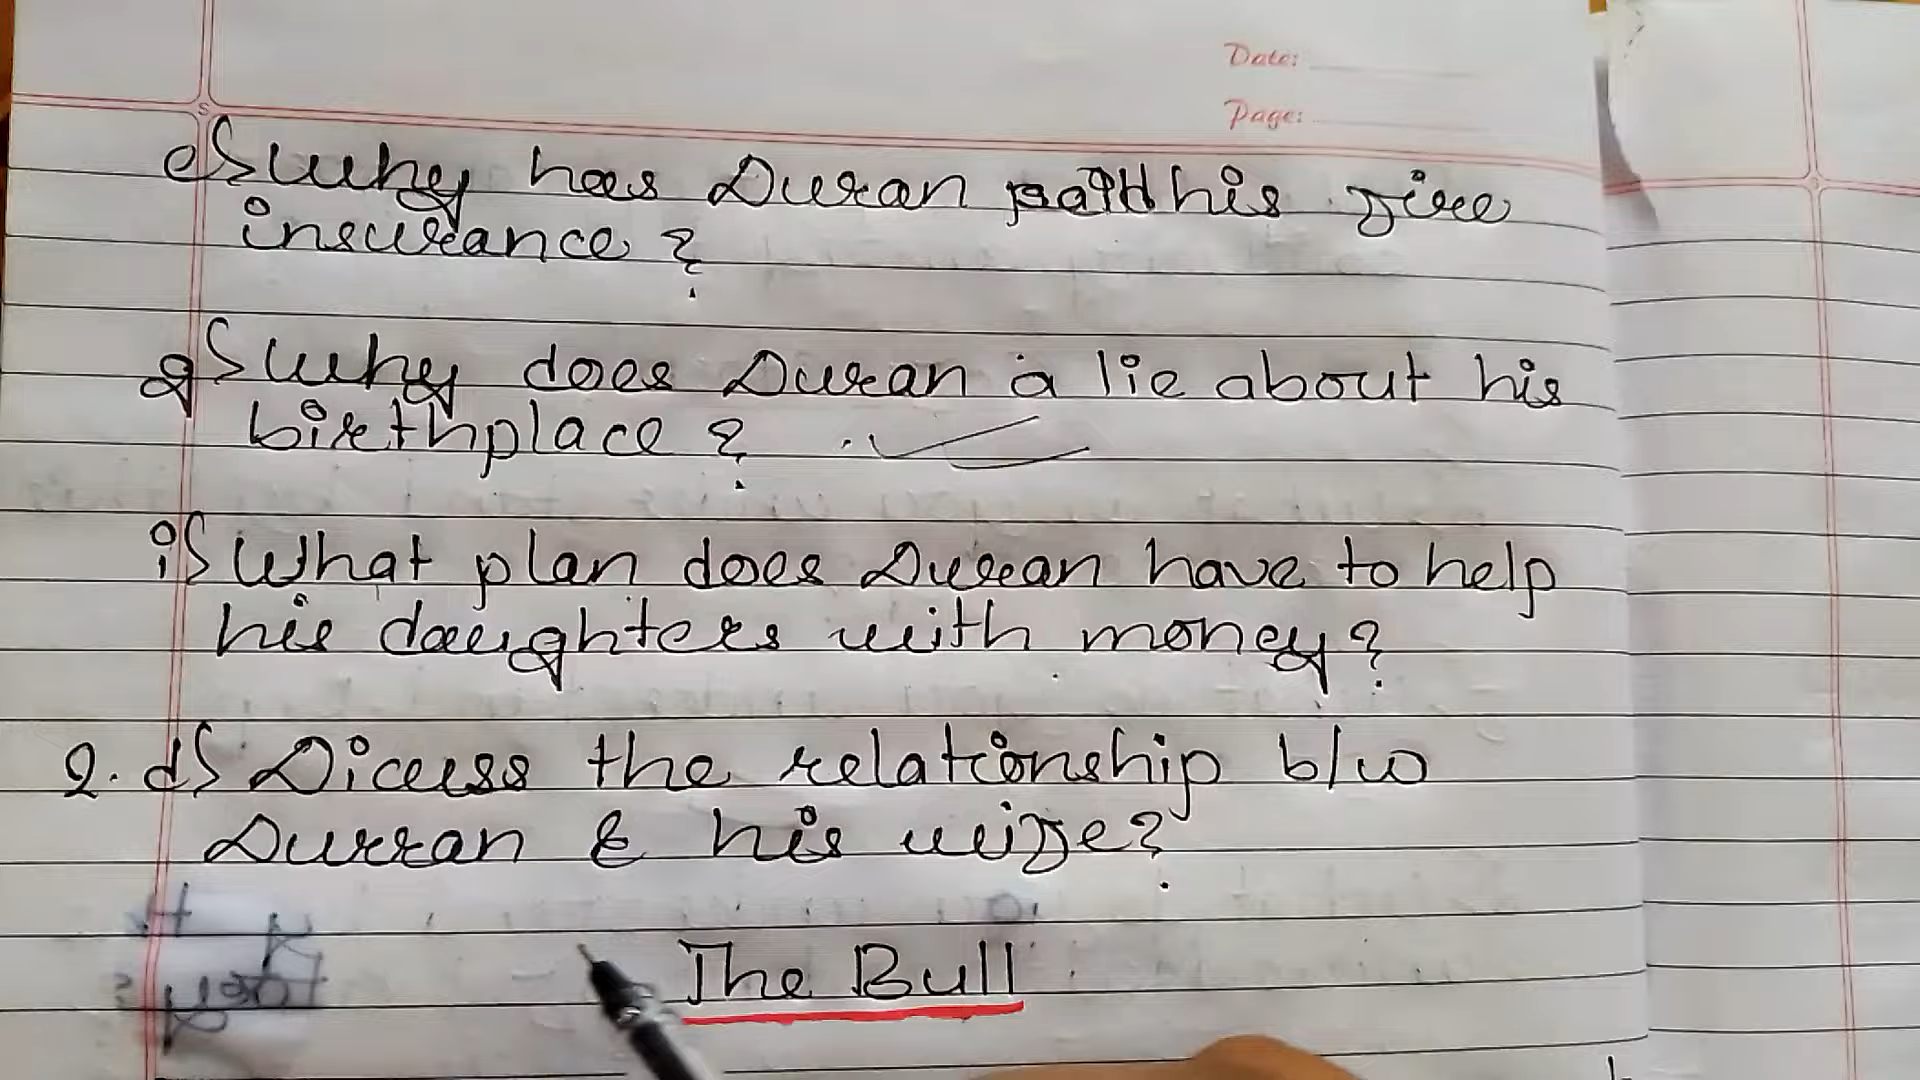 Date:
Page:
e) Why has Duran paid his fire
insurance?
g) Why does Duran a lie about his
birthplace?
i) What plan does Duran have to help
his daughters with money?
2. d) Dicuss the relationship b/w
Durran & his wife?
The Bull